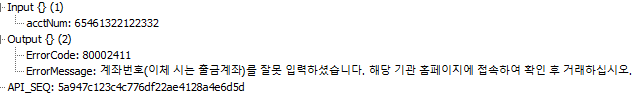 Input {} (1)
acctNum: 65461322122332
Output {} (2)
ErrorCode: 80002411
ErrorMessage: 계좌번호(이체 시는 출금계좌)를 잘못 입력하셨습니다. 해당 기관 홈페이지에 접속하여 확인 후 거래하십시오.
API_SEQ: 5a947c123c4c776df22ae4128a4e6d5d